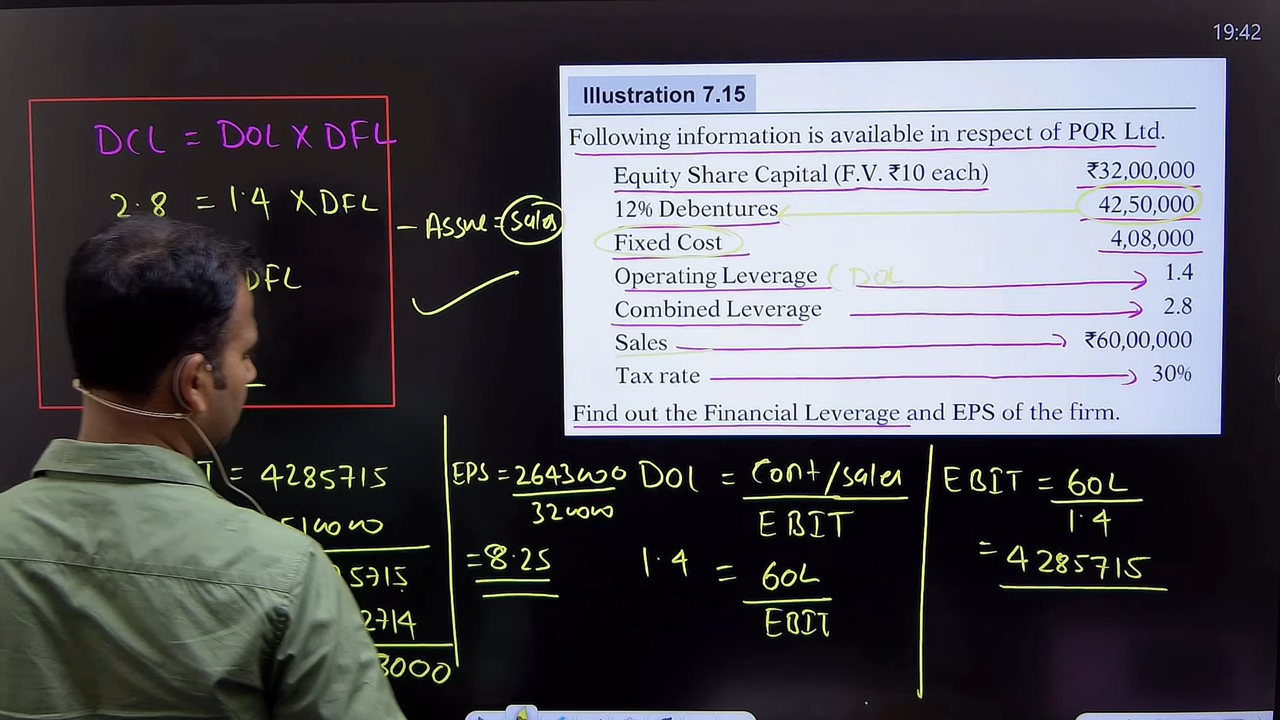 19:42
DCL = DOL X DFL
2.8 = 1.4 X DFL
DFL
- Assume = Sales
Illustration 7.15
Following information is available in respect of PQR Ltd.
Equity Share Capital (F.V. ₹10 each) ₹32,00,000
12% Debentures 42,50,000
Fixed Cost 4,08,000
Operating Leverage ( DOL 1.4
Combined Leverage 2.8
Sales ₹60,00,000
Tax rate 30%
Find out the Financial Leverage and EPS of the firm.
T = 4285715
510000
5715
2714
3000
EPS = 2643000
320000
= 8.25
DOL = Cont/sales
EBIT
1.4 = 60L
EBIT
EBIT = 60L
1.4
= 4285715